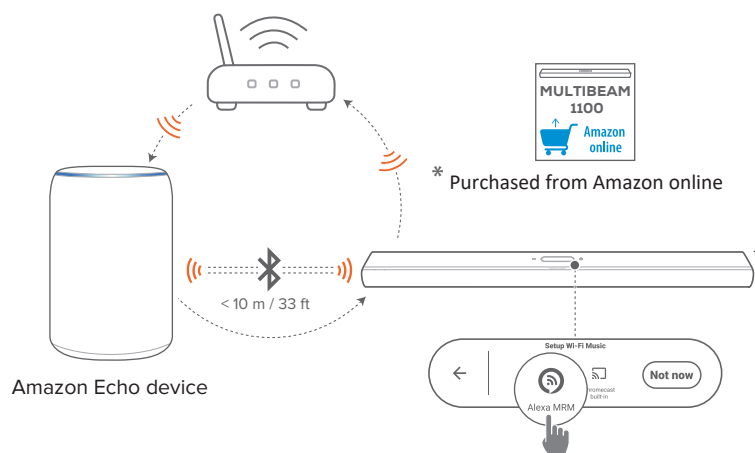 MULTIBEAM
1100
Amazon
online
* Purchased from Amazon online
< 10 m / 33 ft
Amazon Echo device
Setup Wi-Fi Music
Alexa MRM
built-in
Not now